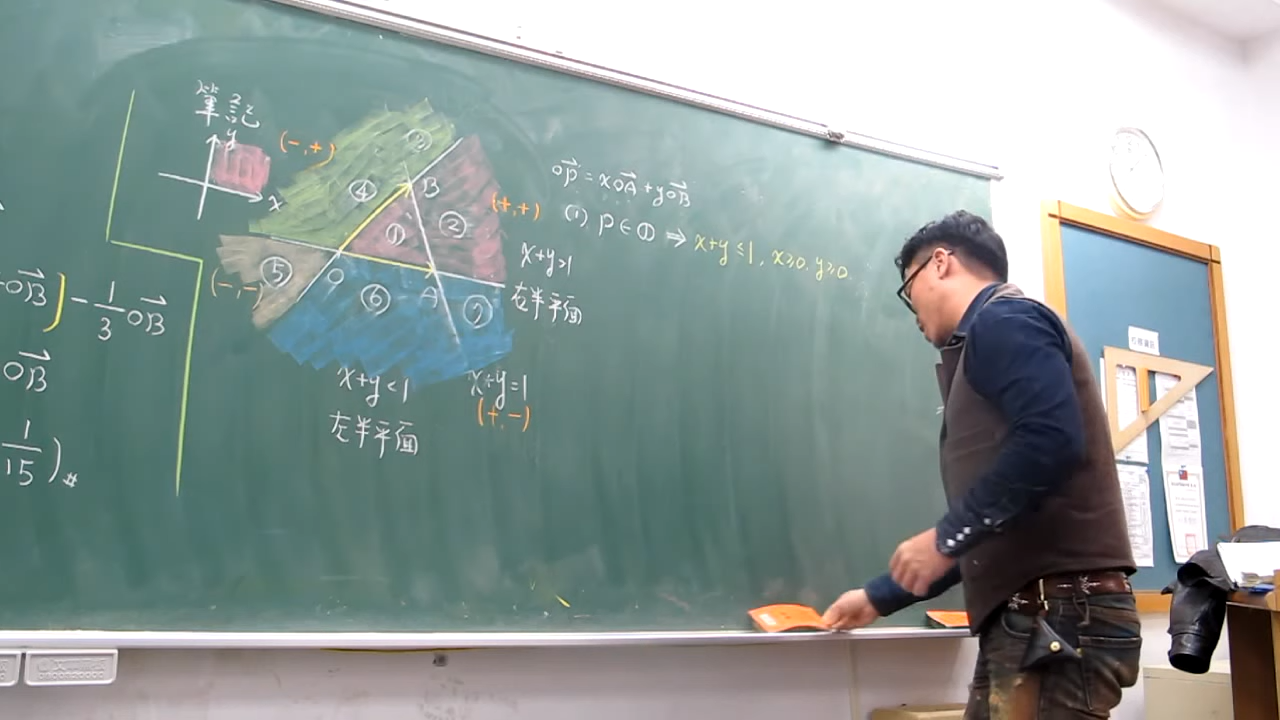 OB⃗] - 1/3 OB⃗
OB⃗
1/15)#
筆記
y
x
(-,+)
③
④
B
(+,+)
①
②
⑤
O
(-,-)
⑥
A
⑦
x+y>1
右半平面
x+y<1
左半平面
x+y=1
(+,-)
OP⃗ = xOA⃗ + yOB⃗
(1) P∈① ⇒ x+y≤1, x≥0, y≥0